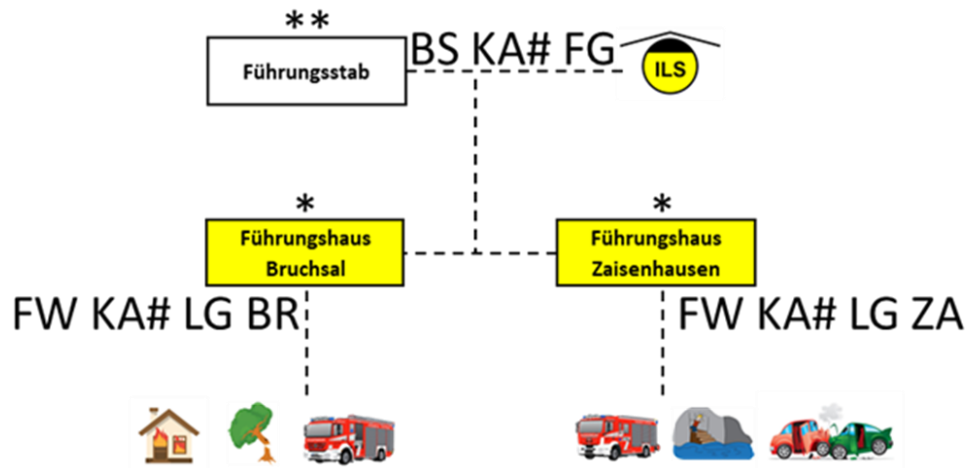 **
Führungsstab
BS KA# FG
ILS
*
Führungshaus
Bruchsal
*
Führungshaus
Zaisenhausen
FW KA# LG BR
FW KA# LG ZA